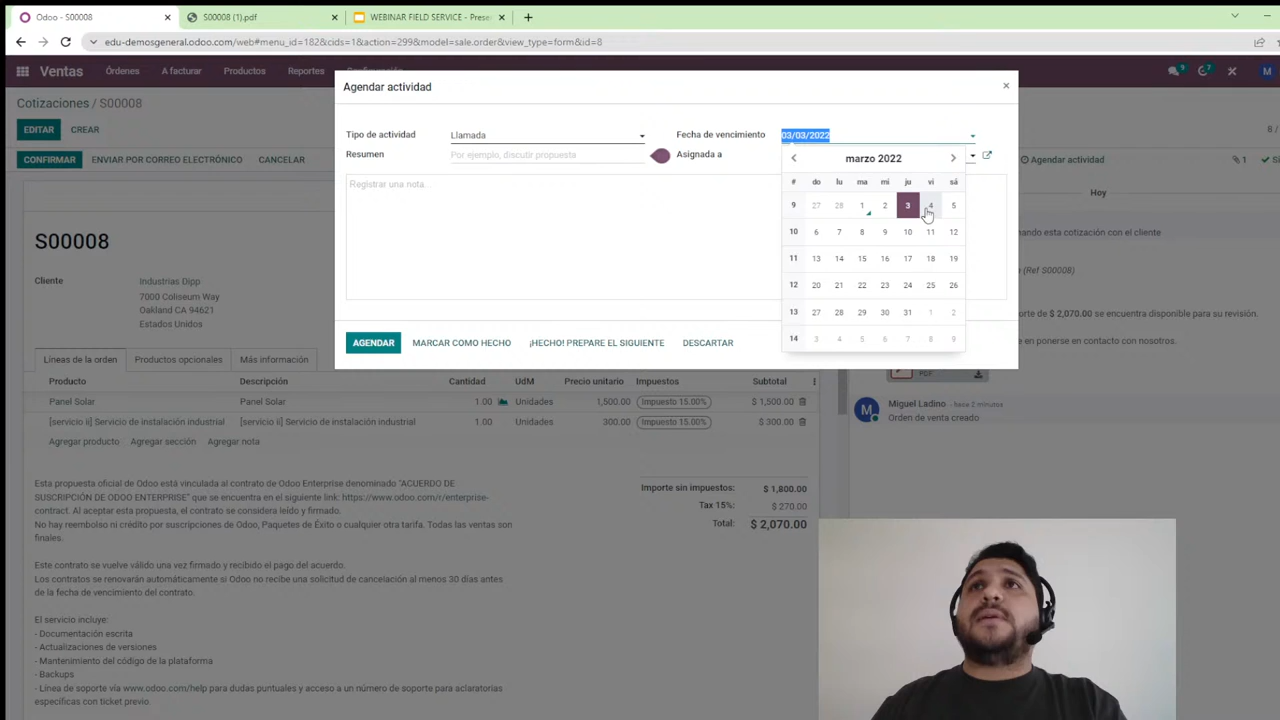 Odoo - S00008 ×
S00008 (1).pdf ×
WEBINAR FIELD SERVICE - Prese ×
edu-demosgeneral.odoo.com/web#menu_id=182&cids=1&action=299&model=sale.order&view_type=form&id=8
Ventas Órdenes A facturar Productos Reportes
9 7 M
Cotizaciones / S00008
EDITAR CREAR
8 /
CONFIRMAR ENVIAR POR CORREO ELECTRÓNICO CANCELAR
Agendar actividad 1
Agendar actividad ×
Tipo de actividad Llamada
Fecha de vencimiento 03/03/2022
Resumen Por ejemplo, discutir propuesta
Asignada a
Registrar una nota...
marzo 2022
# do lu ma mi ju vi sá
9 27 28 1 2 3 4 5
10 6 7 8 9 10 11 12
11 13 14 15 16 17 18 19
12 20 21 22 23 24 25 26
13 27 28 29 30 31 1 2
14 3 4 5 6 7 8 9
AGENDAR MARCAR COMO HECHO ¡HECHO! PREPARE EL SIGUIENTE DESCARTAR
Hoy
mando esta cotización con el cliente
(Ref S00008)
porte de $ 2,070.00 se encuentra disponible para su revisión.
e en ponerse en contacto con nosotros.
PDF
Miguel Ladino - hace 2 minutos
Orden de venta creado
S00008
Cliente
Industrias Dipp
7000 Coliseum Way
Oakland CA 94621
Estados Unidos
Líneas de la orden Productos opcionales Más información
Producto Descripción Cantidad UdM Precio unitario Impuestos Subtotal
Panel Solar Panel Solar 1.00 Unidades 1,500.00 Impuesto 15.00% $ 1,500.00
[servicio ii] Servicio de instalación industrial [servicio ii] Servicio de instalación industrial 1.00 Unidades 300.00 Impuesto 15.00% $ 300.00
Agregar producto Agregar sección Agregar nota
Esta propuesta oficial de Odoo está vinculada al contrato de Odoo Enterprise denominado "ACUERDO DE
SUSCRIPCIÓN DE ODOO ENTERPRISE" que se encuentra en el siguiente link: https://www.odoo.com/r/enterprise-
contract. Al aceptar esta propuesta, el contrato se considera leído y firmado.
No hay reembolso ni crédito por suscripciones de Odoo, Paquetes de Éxito o cualquier otra tarifa. Todas las ventas son
finales.
Importe sin impuestos: $ 1,800.00
Tax 15%: $ 270.00
Total: $ 2,070.00
Este contrato se vuelve válido una vez firmado y recibido el pago del acuerdo.
Los contratos se renovarán automáticamente si Odoo no recibe una solicitud de cancelación al menos 30 días antes
de la fecha de vencimiento del contrato.
El servicio incluye:
- Documentación escrita
- Actualizaciones de versiones
- Mantenimiento del código de la plataforma
- Backups
- Línea de soporte vía www.odoo.com/help para dudas puntuales y acceso a un número de soporte para aclaratorias
específicas con ticket previo